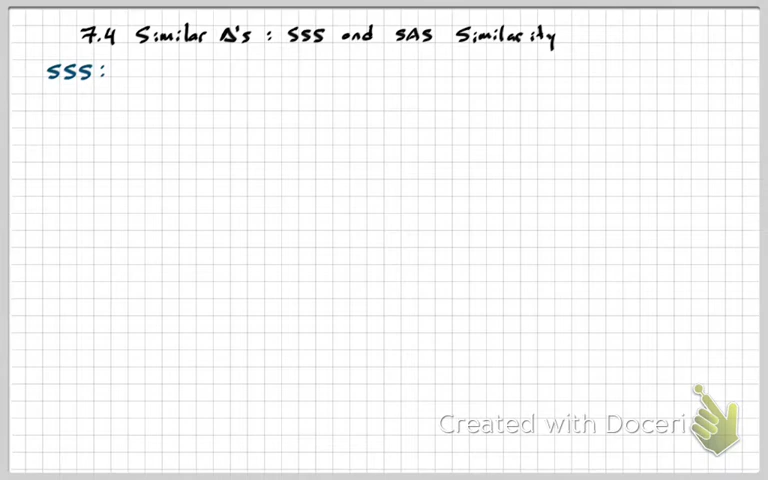 7.4 Similar Δ's : SSS and SAS Similarity
SSS:
Created with Doceri